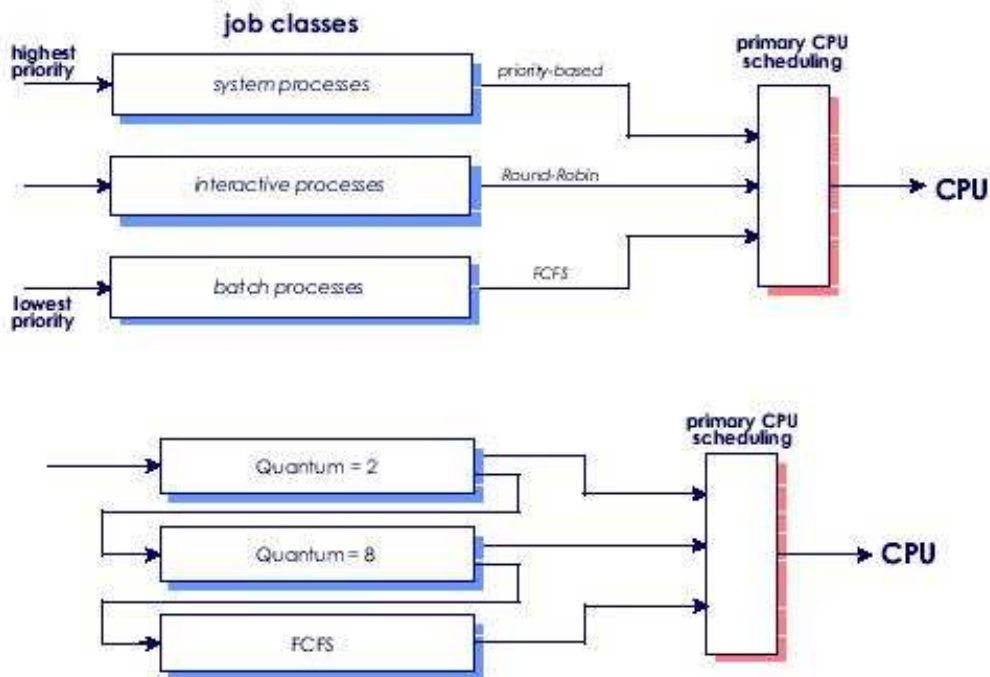 job classes
highest
priority
system processes
priority-based
primary CPU
scheduling
interactive processes
Round-Robin
CPU
batch processes
FCFS
lowest
priority
primary CPU
scheduling
Quantum = 2
Quantum = 8
CPU
FCFS